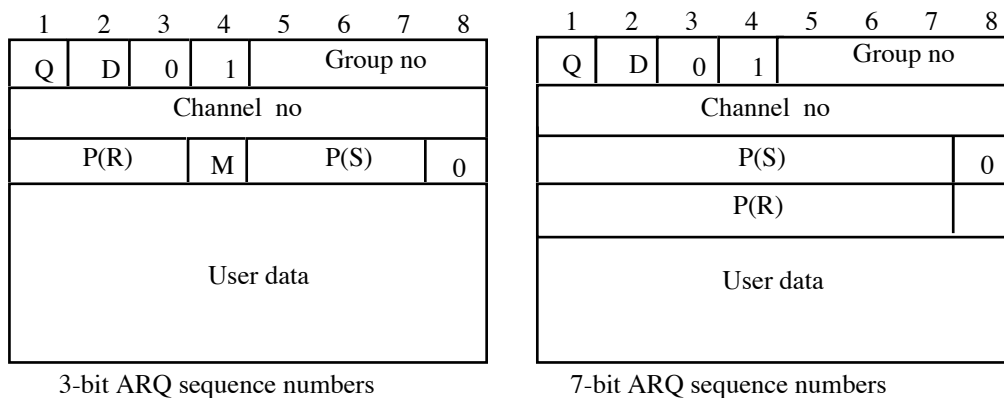 1 2 3 4 5 6 7 8
Q D 0 1 Group no
Channel no
P(R) M P(S) 0
User data
3-bit ARQ sequence numbers
1 2 3 4 5 6 7 8
Q D 0 1 Group no
Channel no
P(S) 0
P(R)
User data
7-bit ARQ sequence numbers